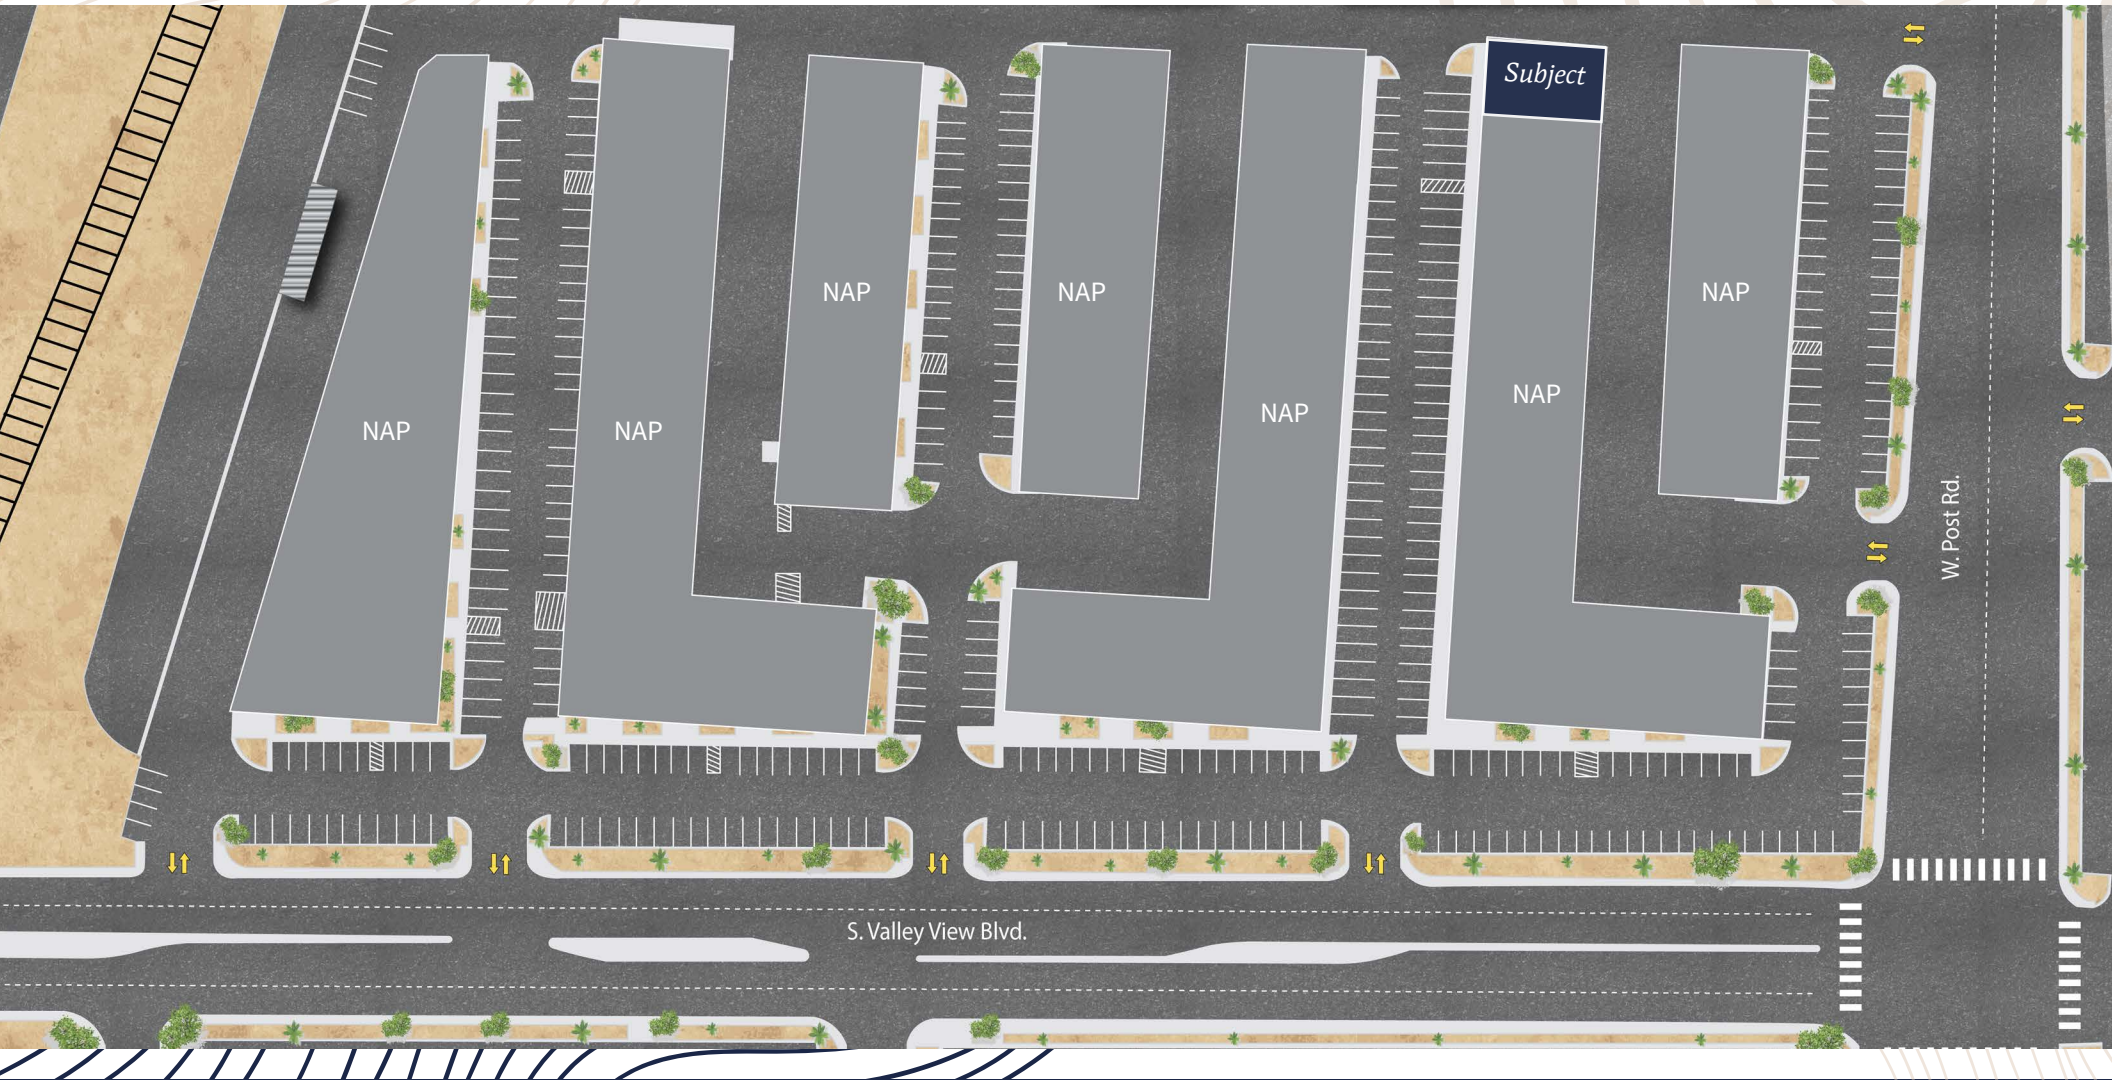 Subject
NAP
NAP
NAP
NAP
NAP
NAP
NAP
W. Post Rd.
S. Valley View Blvd.